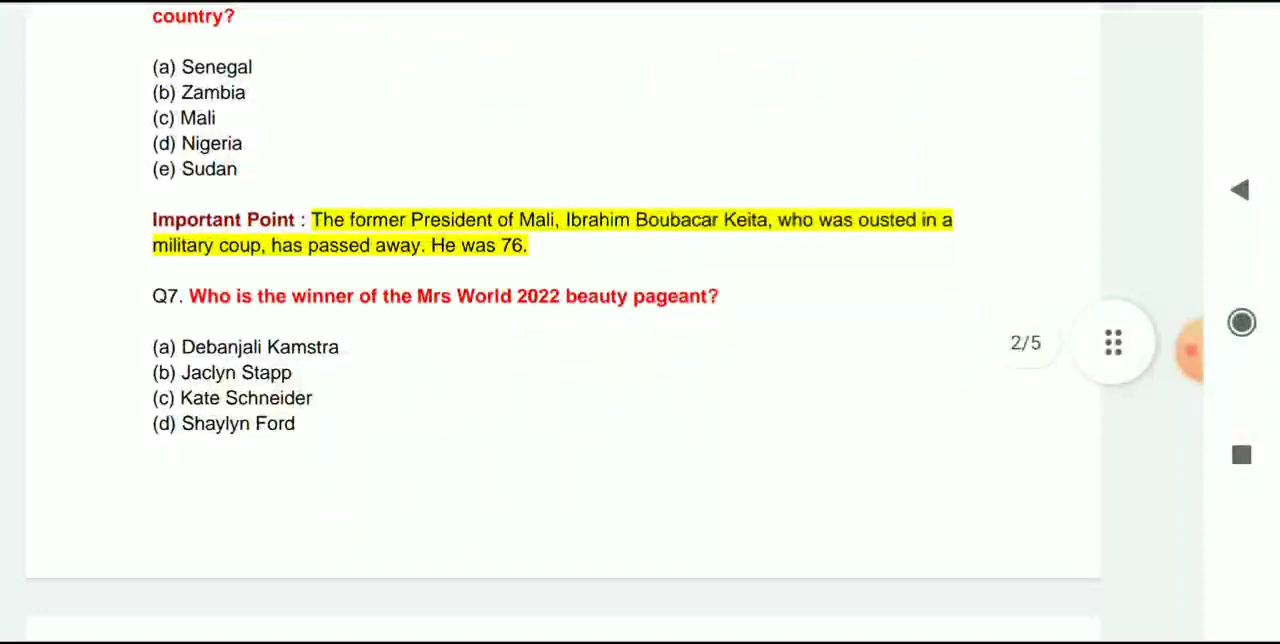 country?
(a) Senegal
(b) Zambia
(c) Mali
(d) Nigeria
(e) Sudan
Important Point : The former President of Mali, Ibrahim Boubacar Keita, who was ousted in a
military coup, has passed away. He was 76.
Q7. Who is the winner of the Mrs World 2022 beauty pageant?
(a) Debanjali Kamstra
(b) Jaclyn Stapp
(c) Kate Schneider
(d) Shaylyn Ford
2/5